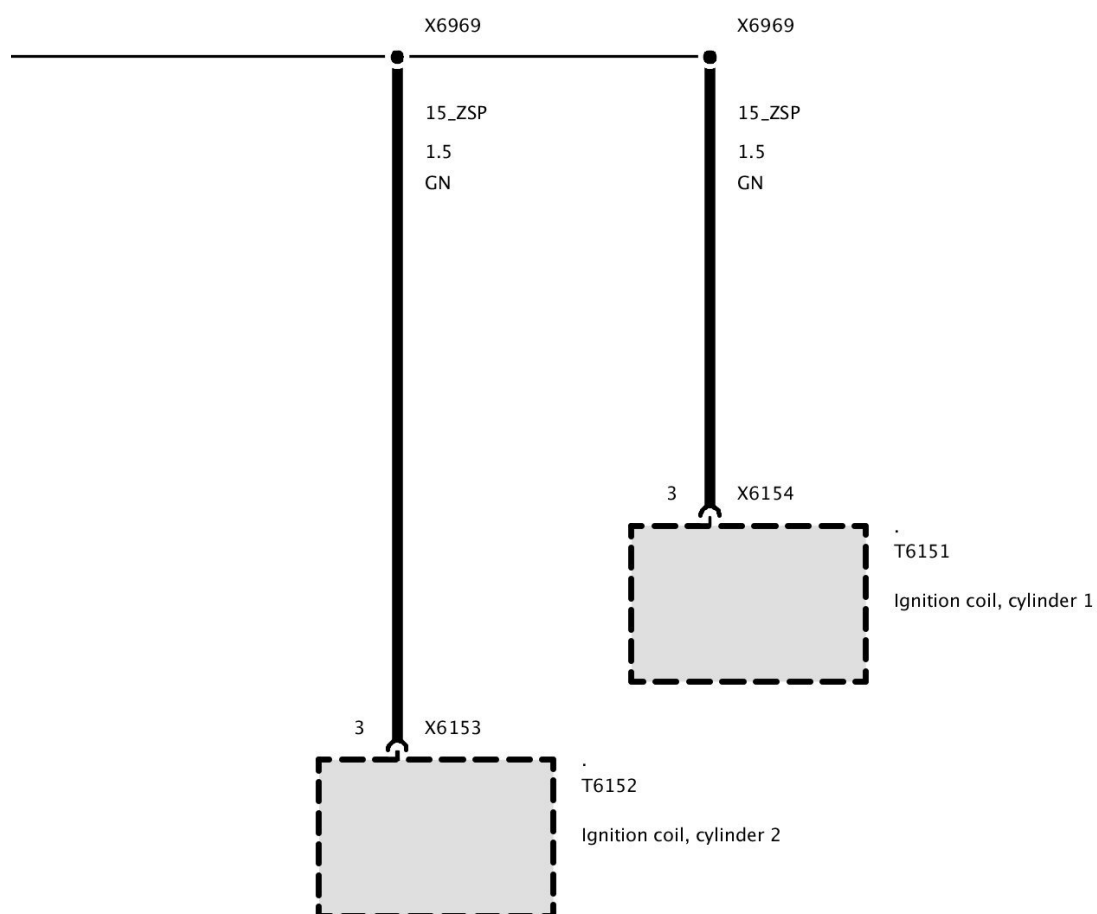 X6969
X6969
15_ZSP
15_ZSP
1.5
1.5
GN
GN
3
X6154
.
T6151
Ignition coil, cylinder 1
3
X6153
.
T6152
Ignition coil, cylinder 2